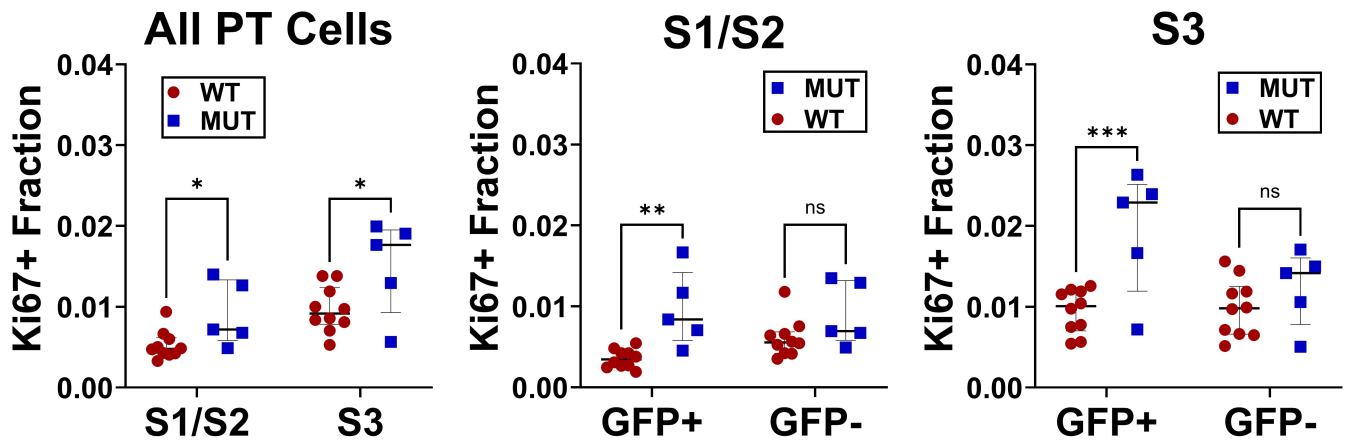 All PT Cells
Ki67+ Fraction
0.04
0.03
0.02
0.01
0.00
WT
MUT
*
*
S1/S2
S3
S1/S2
Ki67+ Fraction
0.04
0.03
0.02
0.01
0.00
MUT
WT
**
ns
GFP+
GFP-
S3
Ki67+ Fraction
0.04
0.03
0.02
0.01
0.00
MUT
WT
***
ns
GFP+
GFP-